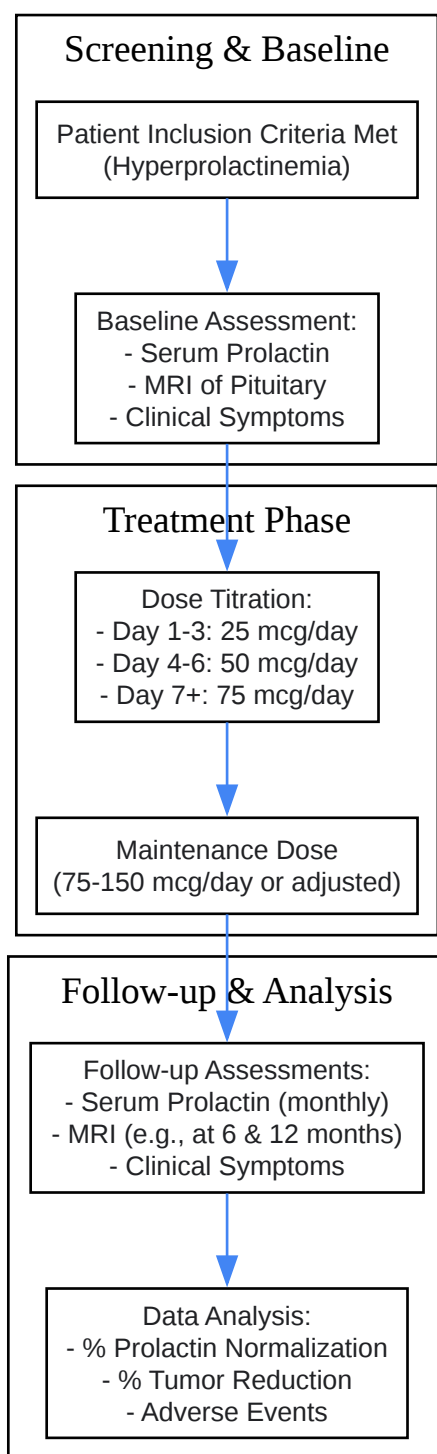 Screening & Baseline
Patient Inclusion Criteria Met
(Hyperprolactinemia)
Baseline Assessment:
- Serum Prolactin
- MRI of Pituitary
- Clinical Symptoms
Treatment Phase
Dose Titration:
- Day 1-3: 25 mcg/day
- Day 4-6: 50 mcg/day
- Day 7+: 75 mcg/day
Maintenance Dose
(75-150 mcg/day or adjusted)
Follow-up & Analysis
Follow-up Assessments:
- Serum Prolactin (monthly)
- MRI (e.g., at 6 & 12 months)
- Clinical Symptoms
Data Analysis:
- % Prolactin Normalization
- % Tumor Reduction
- Adverse Events